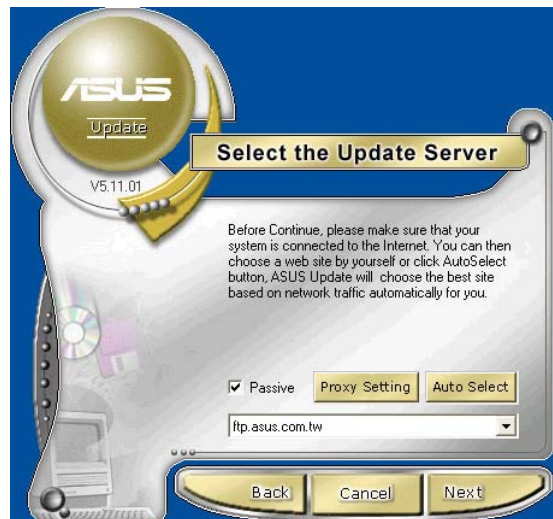 ASUS
Update
V5.11.01
Select the Update Server
Before Continue, please make sure that your
system is connected to the Internet. You can then
choose a web site by yourself or click AutoSelect
button, ASUS Update will choose the best site
based on network traffic automatically for you.
Passive
Proxy Setting
Auto Select
ftp.asus.com.tw
Back
Cancel
Next